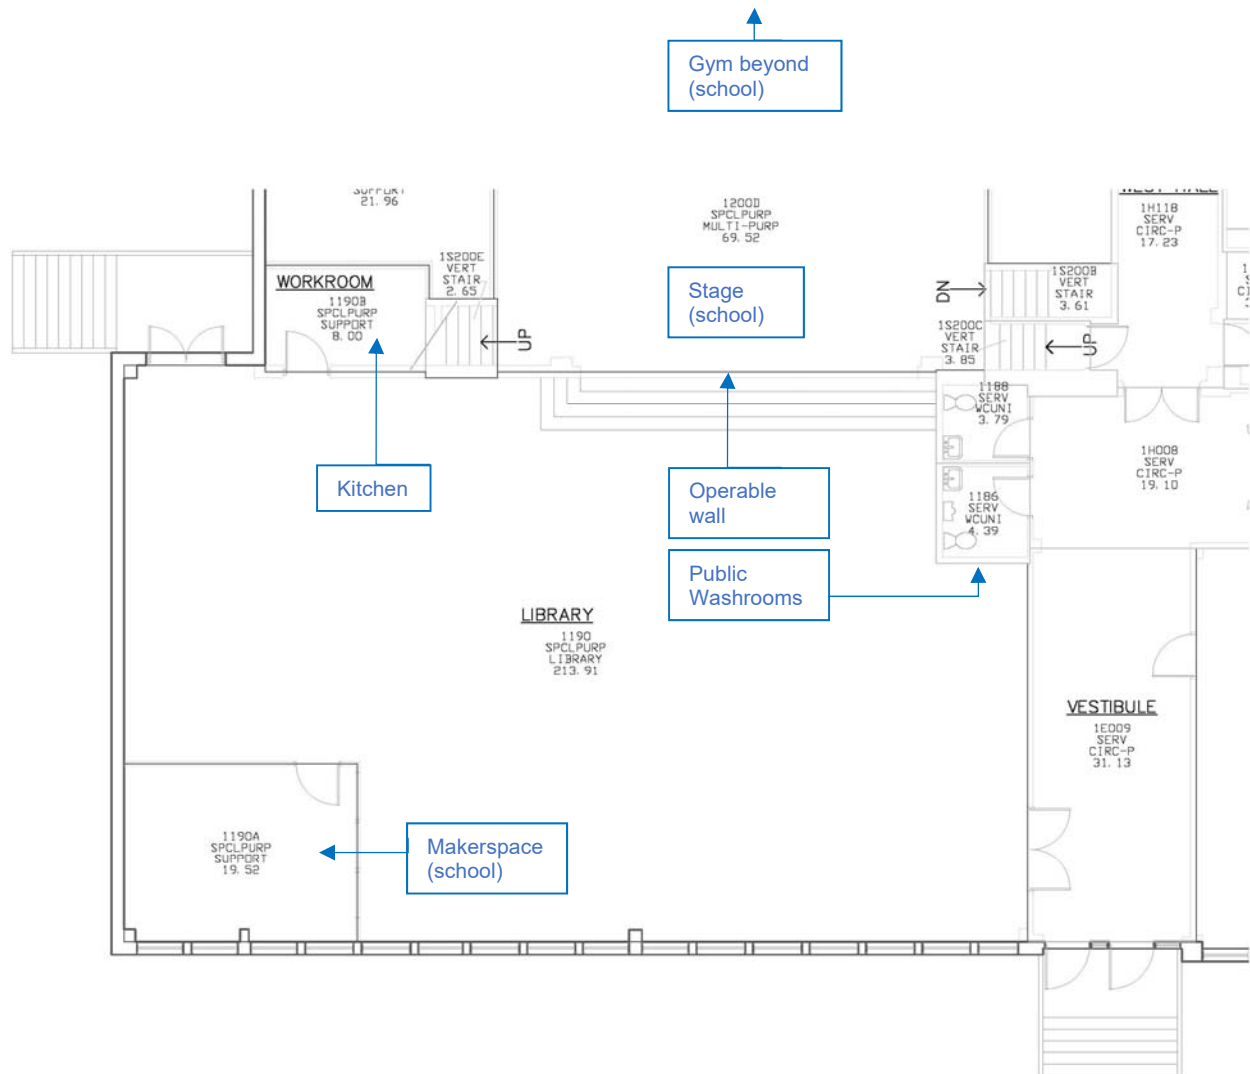 Gym beyond
(school)
SUPPORT
21.96
1200D
SPCLPURP
MULTI-PURP
69.52
WEST HALL
1H118
SERV
CIRC-P
17.23
1S200E
VERT
STAIR
2.65
WORKROOM
1190B
SPCLPURP
SUPPORT
8.00
UP
Stage
(school)
DN
1S200B
VERT
STAIR
3.61
1S200C
VERT
STAIR
3.85
UP
1188
SERV
WCUNI
3.79
1H008
SERV
CIRC-P
19.10
Kitchen
Operable
wall
1186
SERV
WCUNI
4.39
Public
Washrooms
LIBRARY
1190
SPCLPURP
LIBRARY
213.91
VESTIBULE
1E009
SERV
CIRC-P
31.13
1190A
SPCLPURP
SUPPORT
19.52
Makerspace
(school)